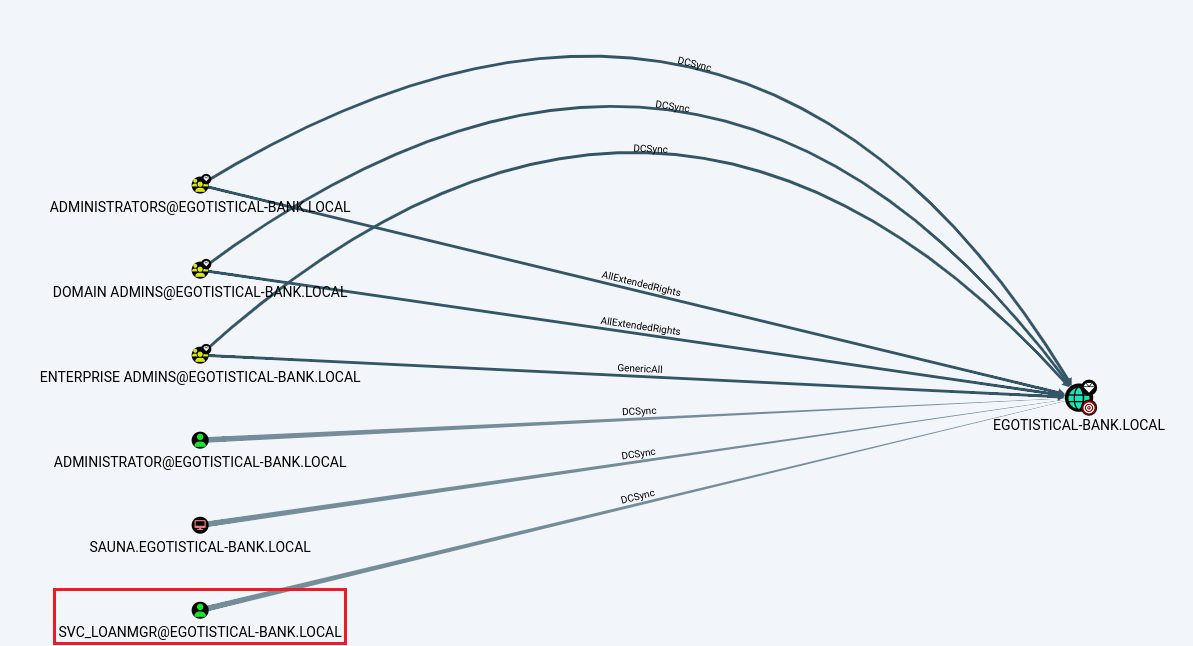 DCSync
DCSync
DCSync
ADMINISTRATORS@EGOTISTICAL-BANK.LOCAL
AllExtendedRights
DOMAIN ADMINS@EGOTISTICAL-BANK.LOCAL
AllExtendedRights
GenericAll
ENTERPRISE ADMINS@EGOTISTICAL-BANK.LOCAL
DCSync
EGOTISTICAL-BANK.LOCAL
ADMINISTRATOR@EGOTISTICAL-BANK.LOCAL
DCSync
DCSync
SAUNA.EGOTISTICAL-BANK.LOCAL
SVC_LOANMGR@EGOTISTICAL-BANK.LOCAL